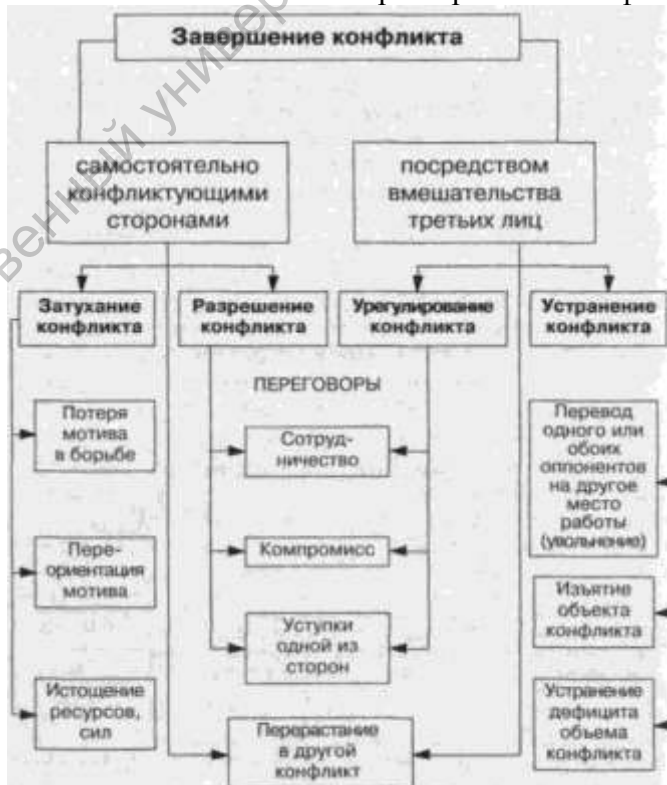 Завершение конфликта
самостоятельно
конфликтующими
сторонами
посредством
вмешательства
третьих лиц
Затухание
конфликта
Разрешение
конфликта
Урегулирование
конфликта
Устранение
конфликта
ПЕРЕГОВОРЫ
Потеря
мотива
в борьбе
Пере-
ориентация
мотива
Истощение
ресурсов,
сил
Сотруд-
ничество
Компромисс
Уступки
одной из
сторон
Перерастание
в другой
конфликт
Перевод
одного или
обоих
оппонентов
на другое
место
работы
(увольнение)
Изъятие
объекта
конфликта
Устранение
дефицита
объема
конфликта